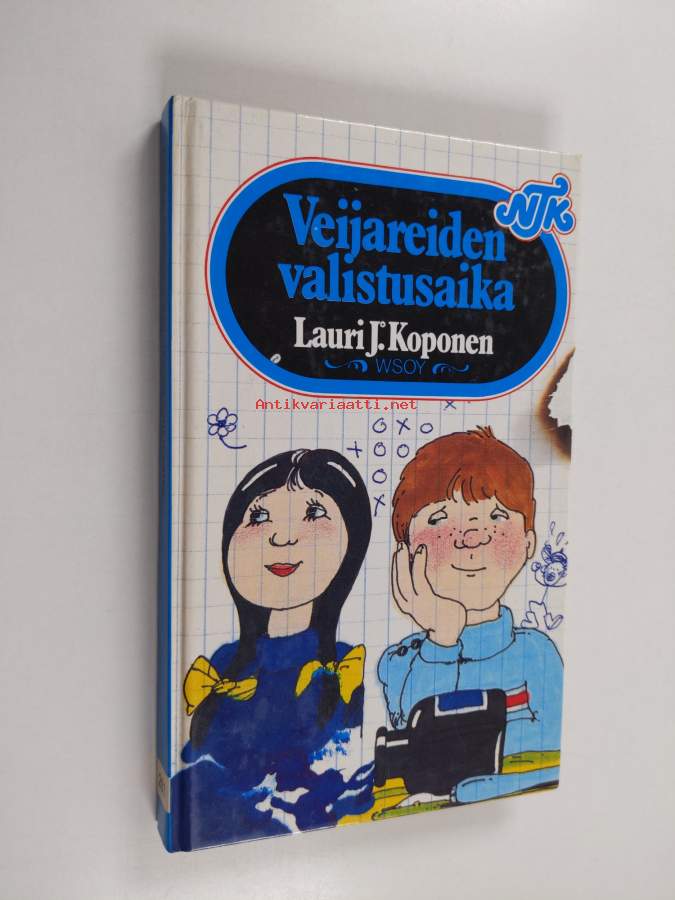 NTK
Veijareiden
valistusaika
Lauri J. Koponen
WSOY
Antikvariaatti.net
x
o x o
+ o o
o
x